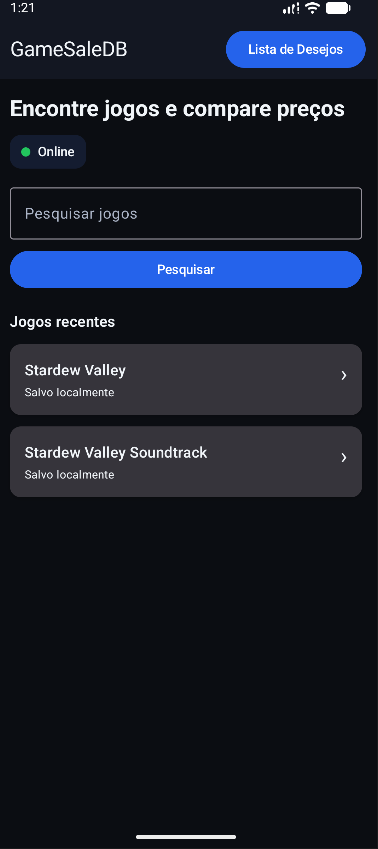 1:21
GameSaleDB
Lista de Desejos
Encontre jogos e compare preços
Online
Pesquisar jogos
Pesquisar
Jogos recentes
Stardew Valley
Salvo localmente
Stardew Valley Soundtrack
Salvo localmente